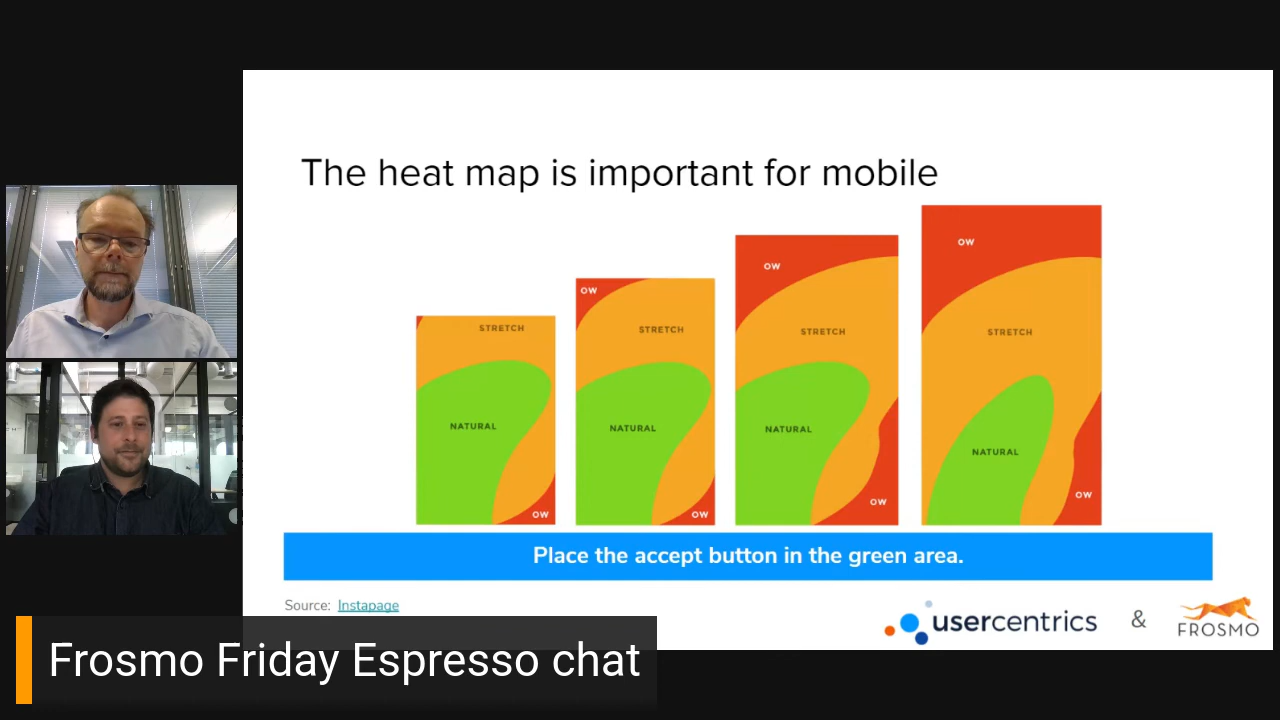 The heat map is important for mobile
STRETCH
NATURAL
OW
OW
STRETCH
NATURAL
OW
OW
STRETCH
NATURAL
OW
OW
STRETCH
NATURAL
OW
Place the accept button in the green area.
Source: Instapage
usercentrics & FROSMO
Frosmo Friday Espresso chat